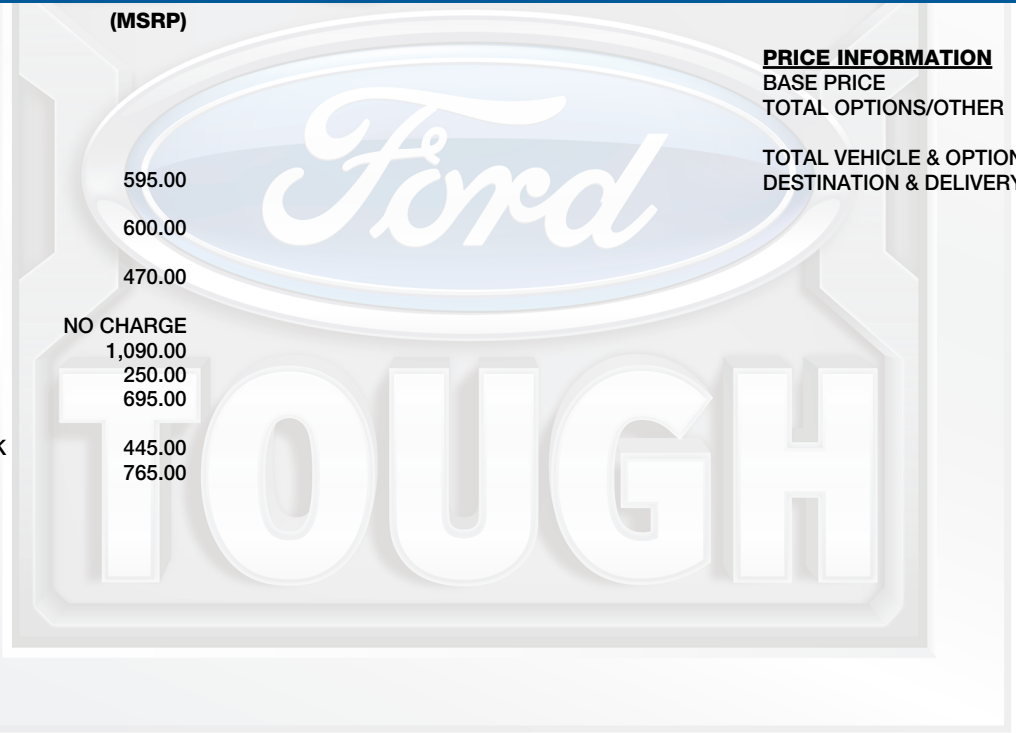 (MSRP)
595.00
600.00
470.00
NO CHARGE
1,090.00
250.00
695.00
K 445.00
765.00
PRICE INFORMATION
BASE PRICE
TOTAL OPTIONS/OTHER
TOTAL VEHICLE & OPTION
DESTINATION & DELIVERY
Ford
TOUGH